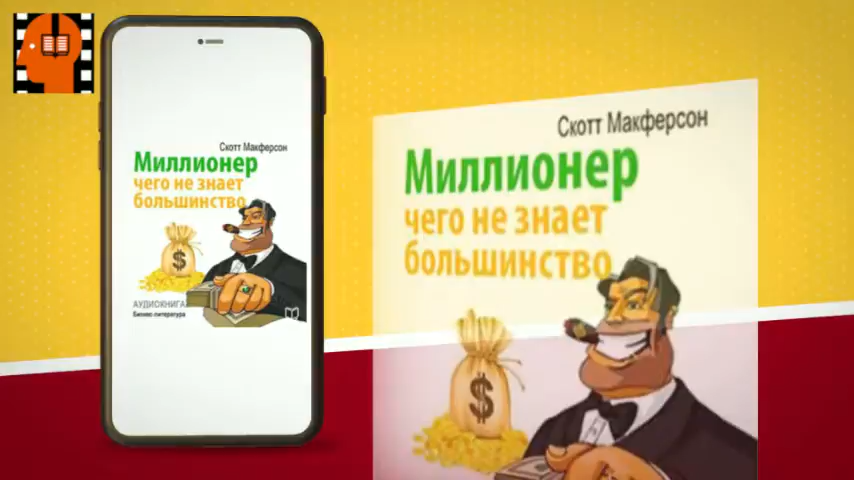 Скотт Макферсон
Миллионер
чего не знает
большинство
$
АУДИОКНИГА
Бизнес-литература
Скотт Макферсон
Миллионер
чего не знает
большинство
$